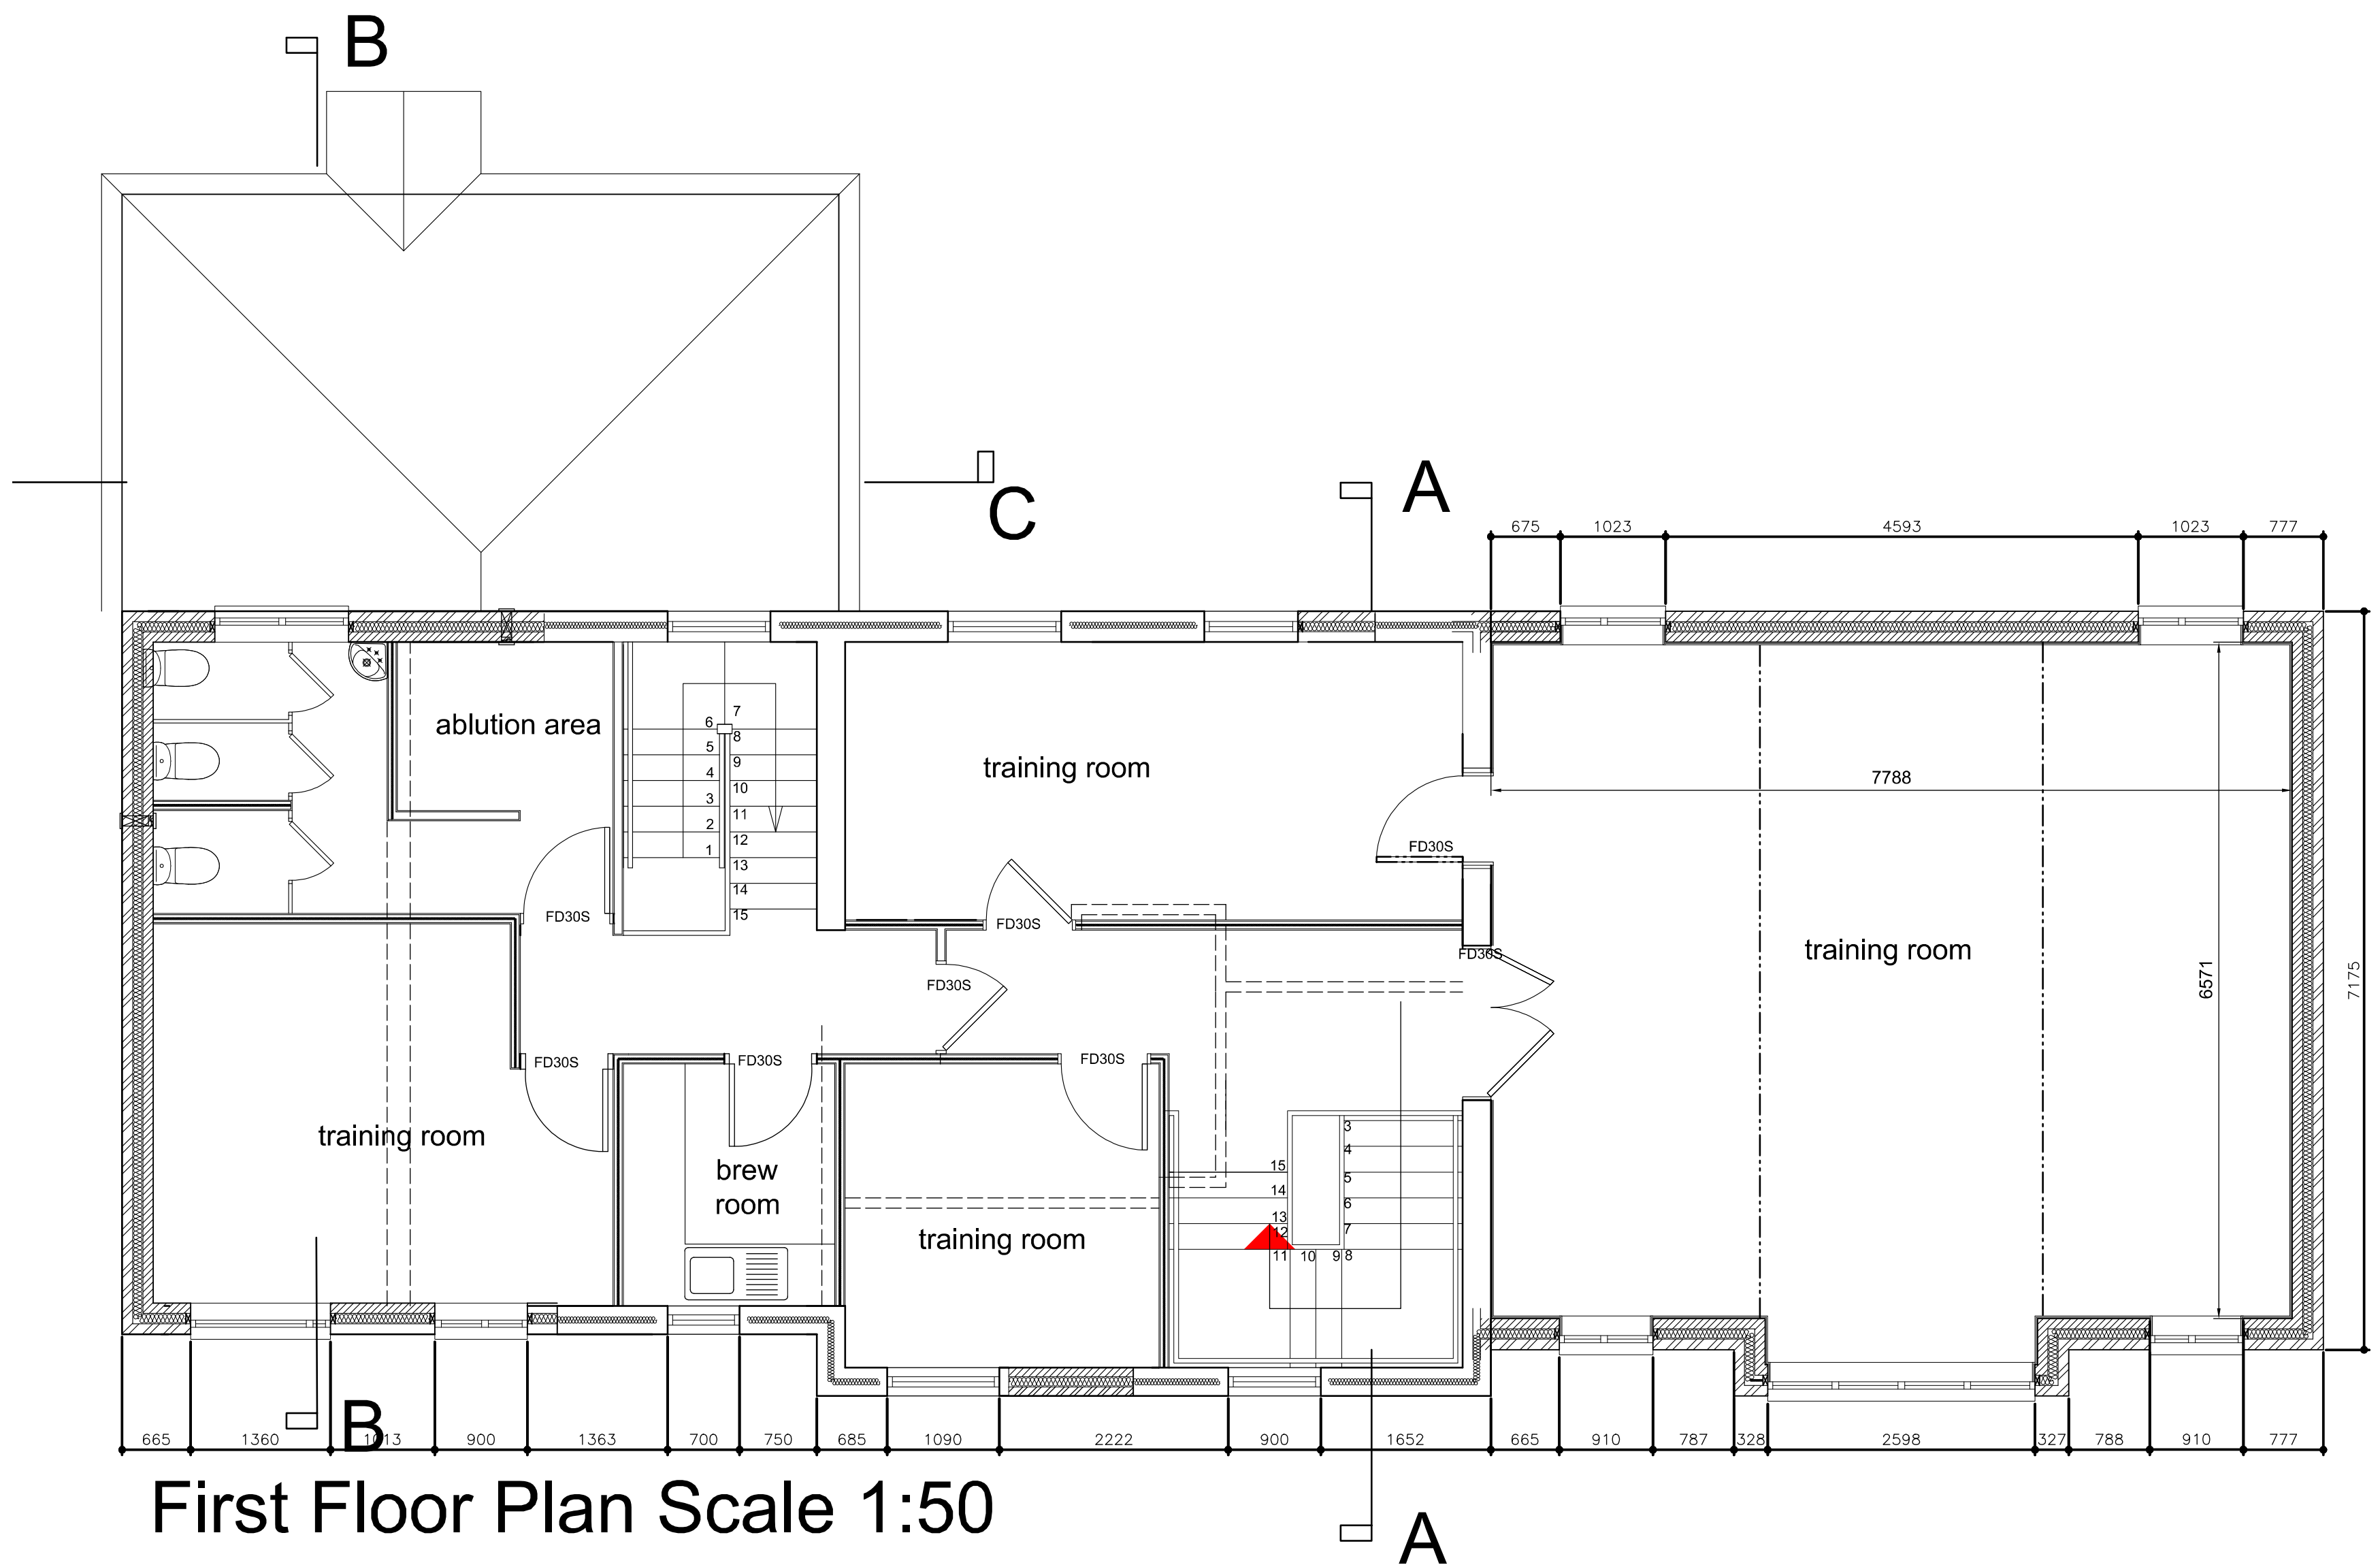 B
C
A
675 1023 4593 1023 777
ablution area
training room
7788
6
5
4
3
2
1
7
8
9
10
11
12
13
14
15
FD30S
FD30S
FD30S
FD30S
FD30S
training room
6571
7175
FD30S
FD30S
FD30S
training room
brew
room
training room
15
14
13
12
11
10
9
8
3
4
5
6
7
B
665 1360 1013 900 1363 700 750 685 1090 2222 900 1652 665 910 787 328 2598 327 788 910 777
First Floor Plan Scale 1:50
A